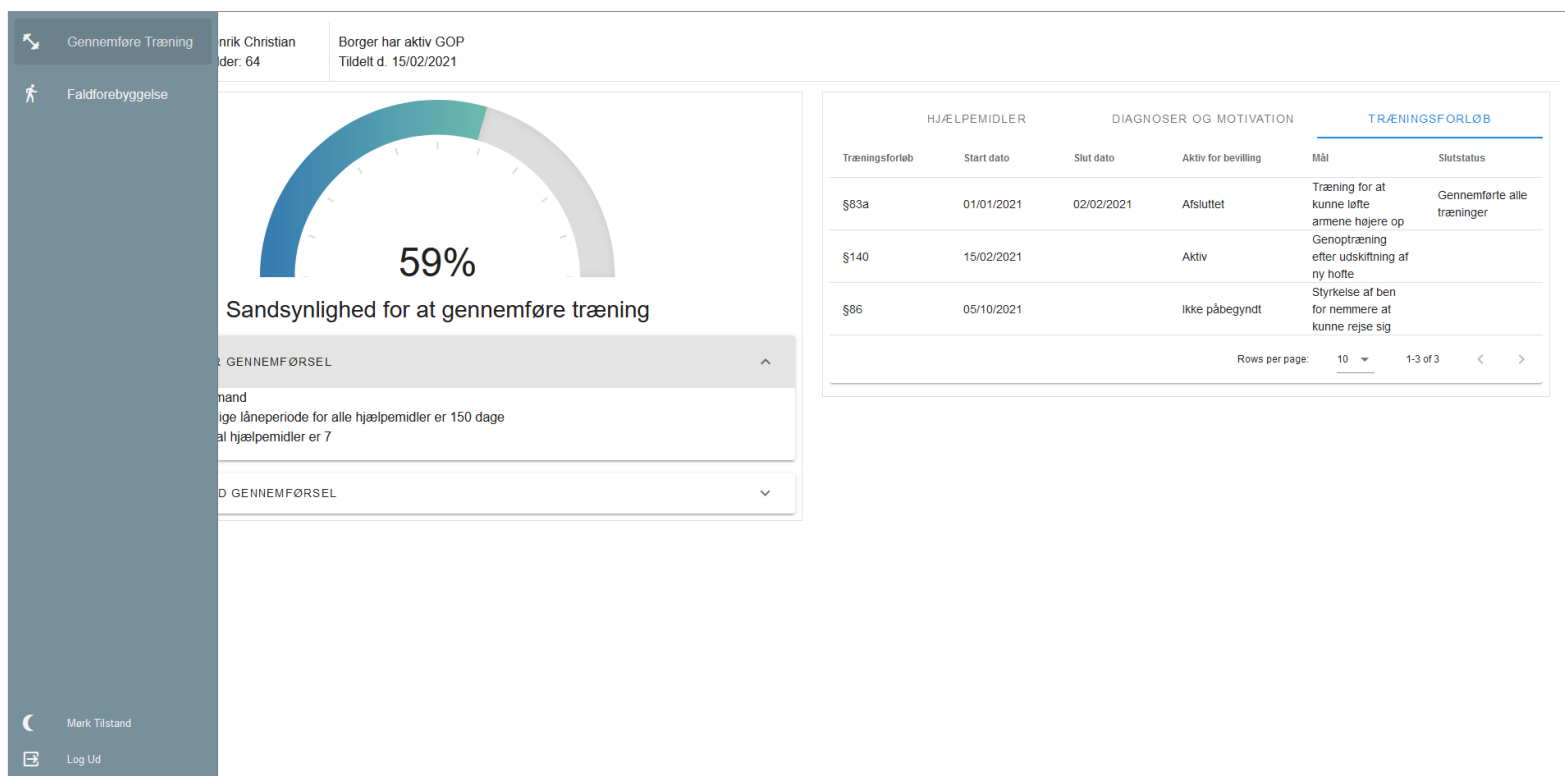 Gennemføre Træning
Faldforebyggelse
Mørk Tilstand
Log Ud
Christian
64
Borger har aktiv GOP
Tildelt d. 15/02/2021
59%
Sandsynlighed for at gennemføre træning
GENNEMFØRSEL
mand
låneperiode for alle hjælpemidler er 150 dage
hjælpemidler er 7
GENNEMFØRSEL
HJÆLPEMIDLER
DIAGNOSER OG MOTIVATION
TRÆNINGSFORLØB
Træningsforløb Start dato Slut dato Aktiv for bevilling Mål Slutstatus
§83a 01/01/2021 02/02/2021 Afsluttet
Træning for at
kunne løfte
armene højere op
Gennemførte alle
træninger
§140 15/02/2021 Aktiv
Genoptræning
efter udskiftning af
ny hofte
§86 05/10/2021 Ikke påbegyndt
Styrkelse af ben
for nemmere at
kunne rejse sig
Rows per page: 10 1-3 of 3